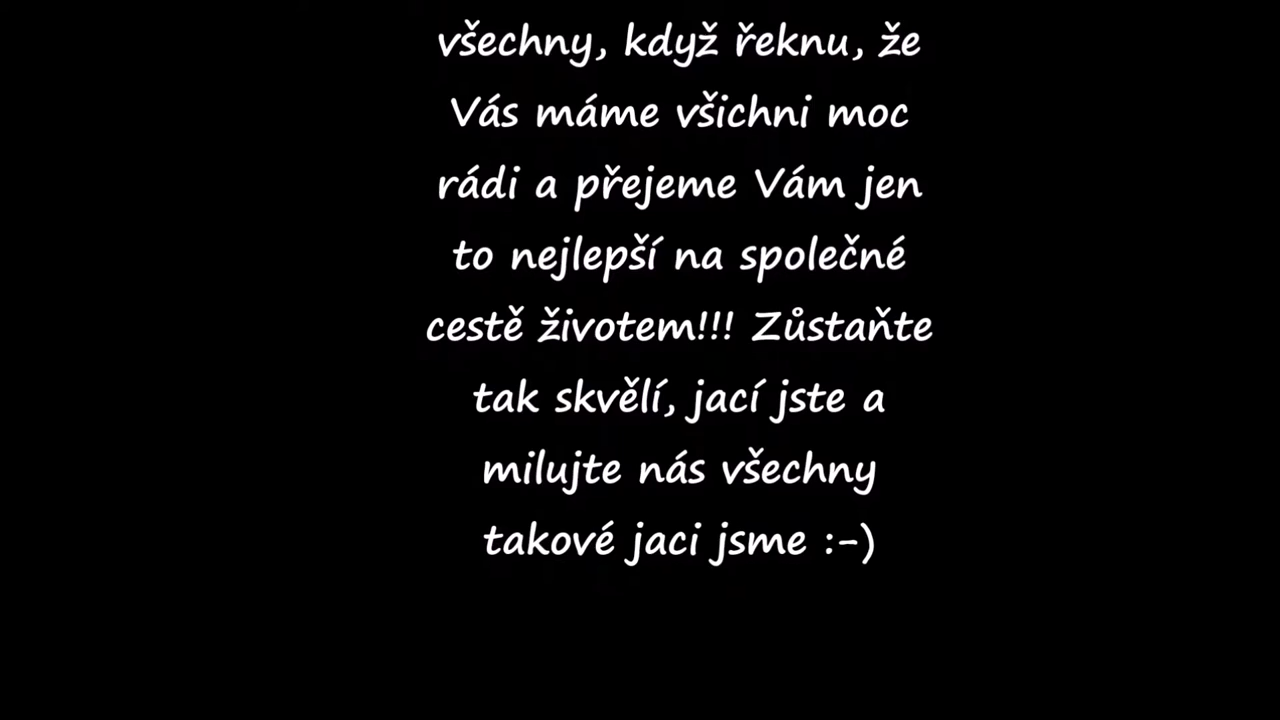 všechny, když řeknu, že
Vás máme všichni moc
rádi a přejeme Vám jen
to nejlepší na společné
cestě životem!!! Zůstaňte
tak skvělí, jací jste a
milujte nás všechny
takové jaci jsme :-)